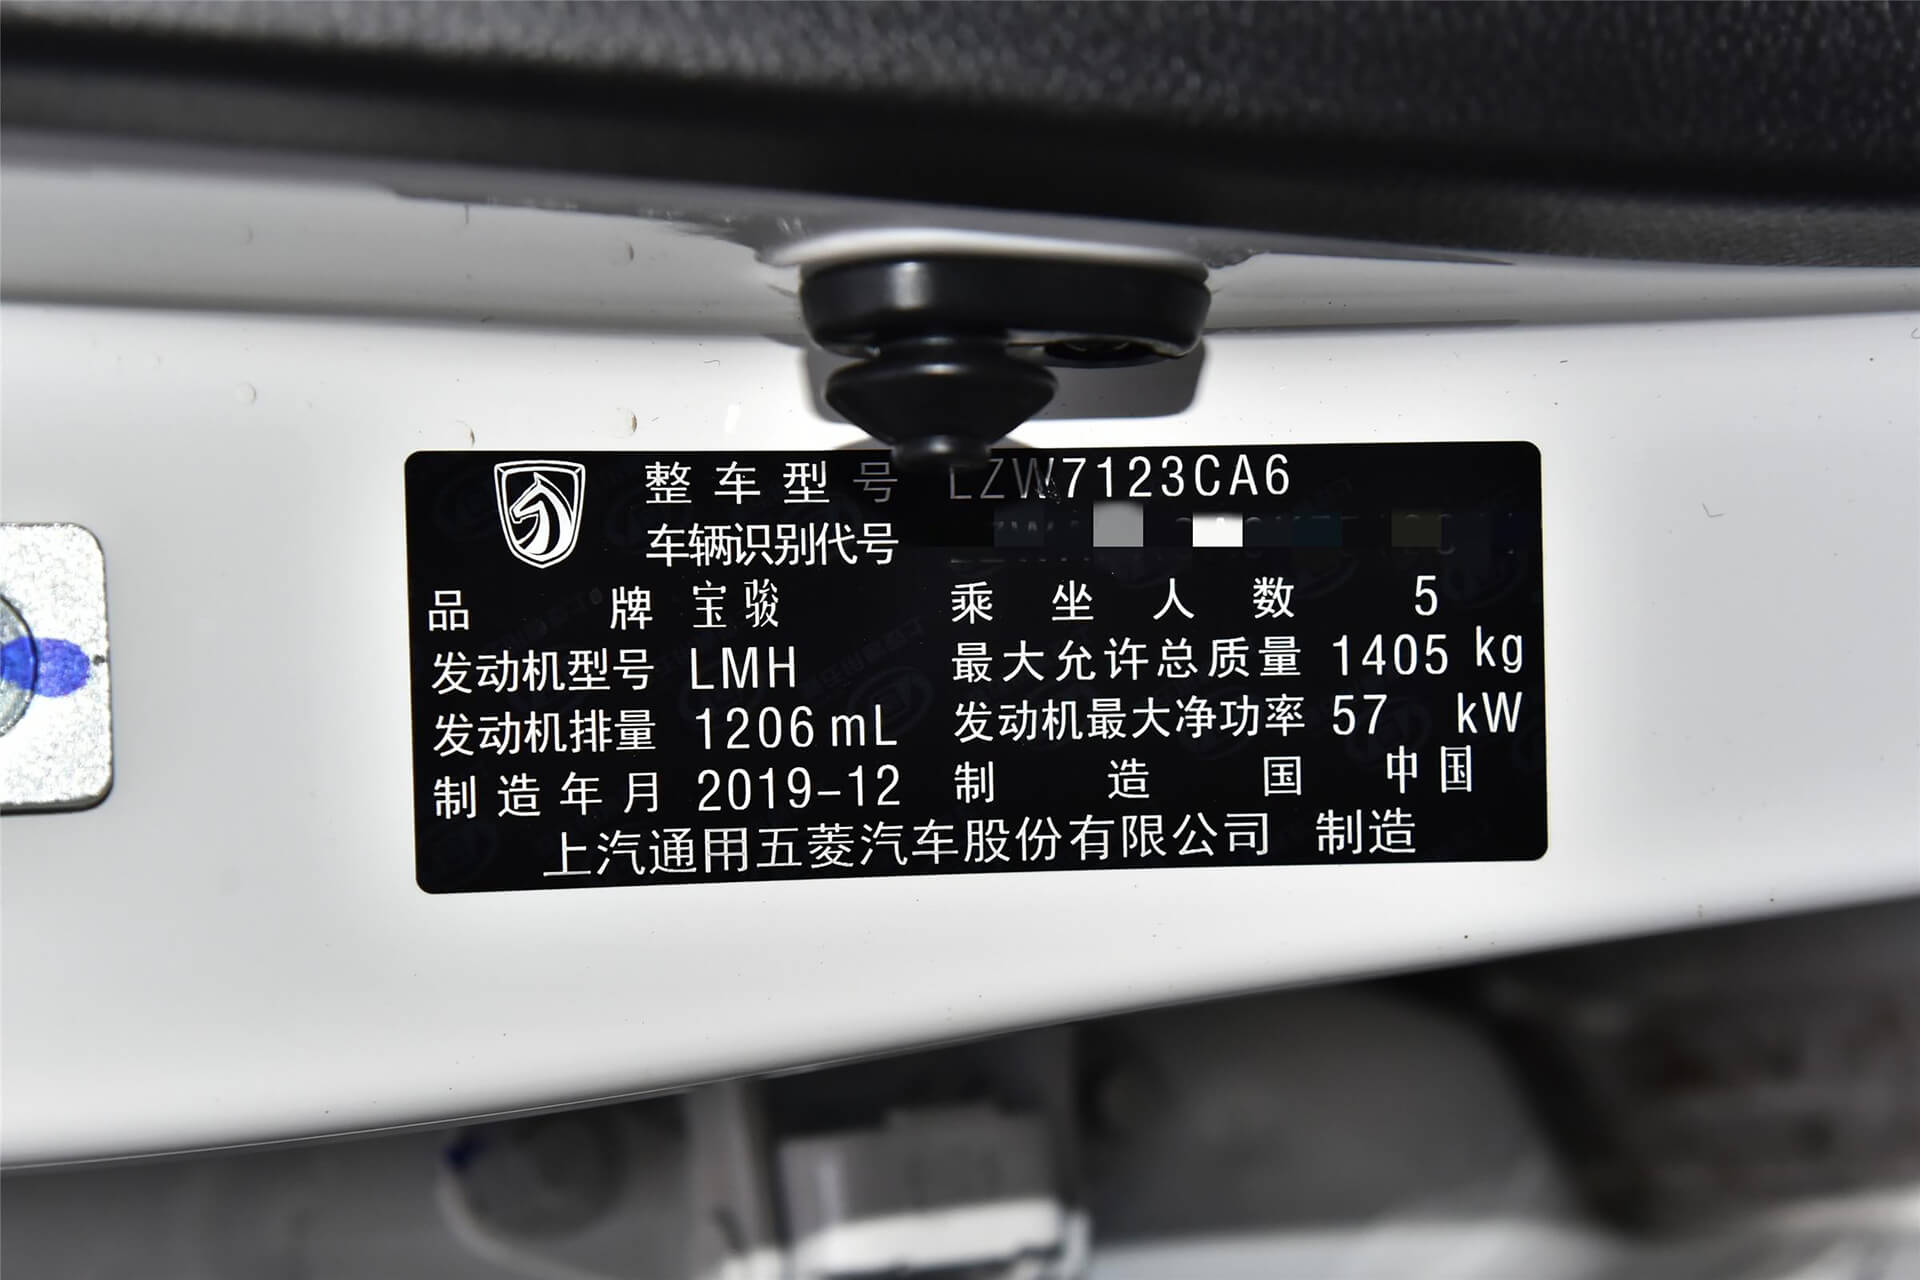 整车型号 LZW7123CA6
车辆识别代号
品牌 宝骏 乘坐人数 5
发动机型号 LMH 最大允许总质量 1405 kg
发动机排量 1206 mL 发动机最大净功率 57 kW
制造年月 2019-12 制造国 中国
上汽通用五菱汽车股份有限公司 制造